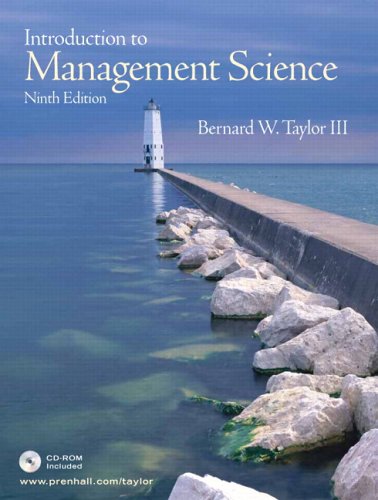 Introduction to
Management Science
Ninth Edition
Bernard W. Taylor III
CD-ROM
Included
www.prenhall.com/taylor